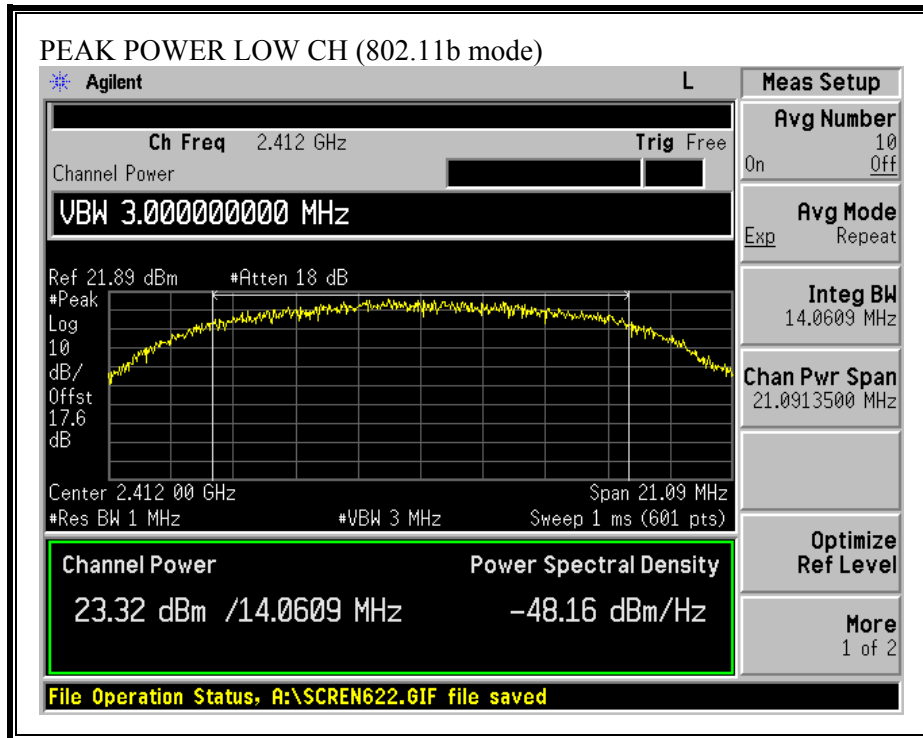 PEAK POWER LOW CH (802.11b mode)
Agilent L Meas Setup
Avg Number
10
On Off
Ch Freq 2.412 GHz Trig Free
Channel Power
VBW 3.000000000 MHz
Avg Mode
Exp Repeat
Ref 21.89 dBm #Atten 18 dB
#Peak
Log
10
dB/
Offst
17.6
dB
Integ BW
14.0609 MHz
Chan Pwr Span
21.0913500 MHz
Center 2.412 00 GHz Span 21.09 MHz
#Res BW 1 MHz #VBW 3 MHz Sweep 1 ms (601 pts)
Optimize
Ref Level
Channel Power Power Spectral Density
23.32 dBm /14.0609 MHz -48.16 dBm/Hz
More
1 of 2
File Operation Status, A:\SCREN622.GIF file saved